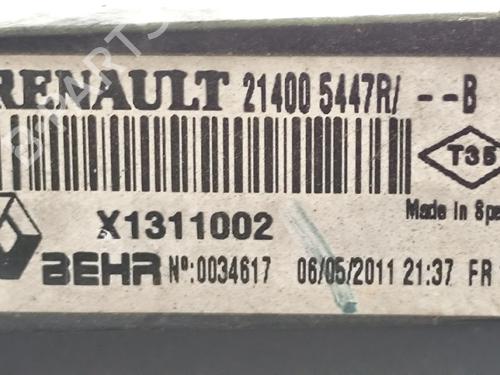 RENAULT 21400 5447R/ --B
T35
Made in Spa
X1311002
BEHR Nº:0034617 06/05/2011 21:37 FR